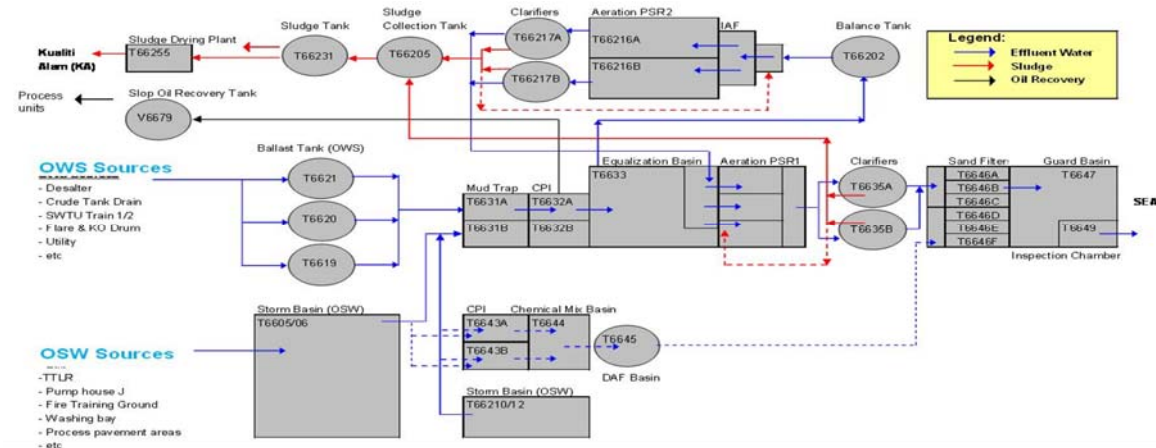 Sludge Drying Plant
T66255
Kualiti
Alam (KA)
Sludge Tank
T66231
Sludge
Collection Tank
T66205
Clarifiers
T66217A
T66217B
Aeration PSR2
T66216A
T66216B
IAF
Balance Tank
T66202
Legend:
Effluent Water
Sludge
Oil Recovery
Process
units
Slop Oil Recovery Tank
V6679
OWS Sources
- Desalter
- Crude Tank Drain
- SWTU Train 1/2
- Flare & KO Drum
- Utility
- etc
Ballast Tank (OWS)
T6621
T6620
T6619
Mud Trap
T6631A
T6631B
CPI
T6632A
T6632B
Equalization Basin
T6633
Aeration PSR1
Clarifiers
T6635A
T6635B
Sand Filter
T6646A
T6646B
T6646C
T6646D
T6646E
T6646F
Guard Basin
T6647
T6649
Inspection Chamber
SEA
Storm Basin (OSW)
T6605/06
OSW Sources
-TTLR
- Pump house J
- Fire Training Ground
- Washing bay
- Process pavement areas
- etc
CPI
T6643A
T6643B
Chemical Mix Basin
T6644
T6645
DAF Basin
Storm Basin (OSW)
T66210/12